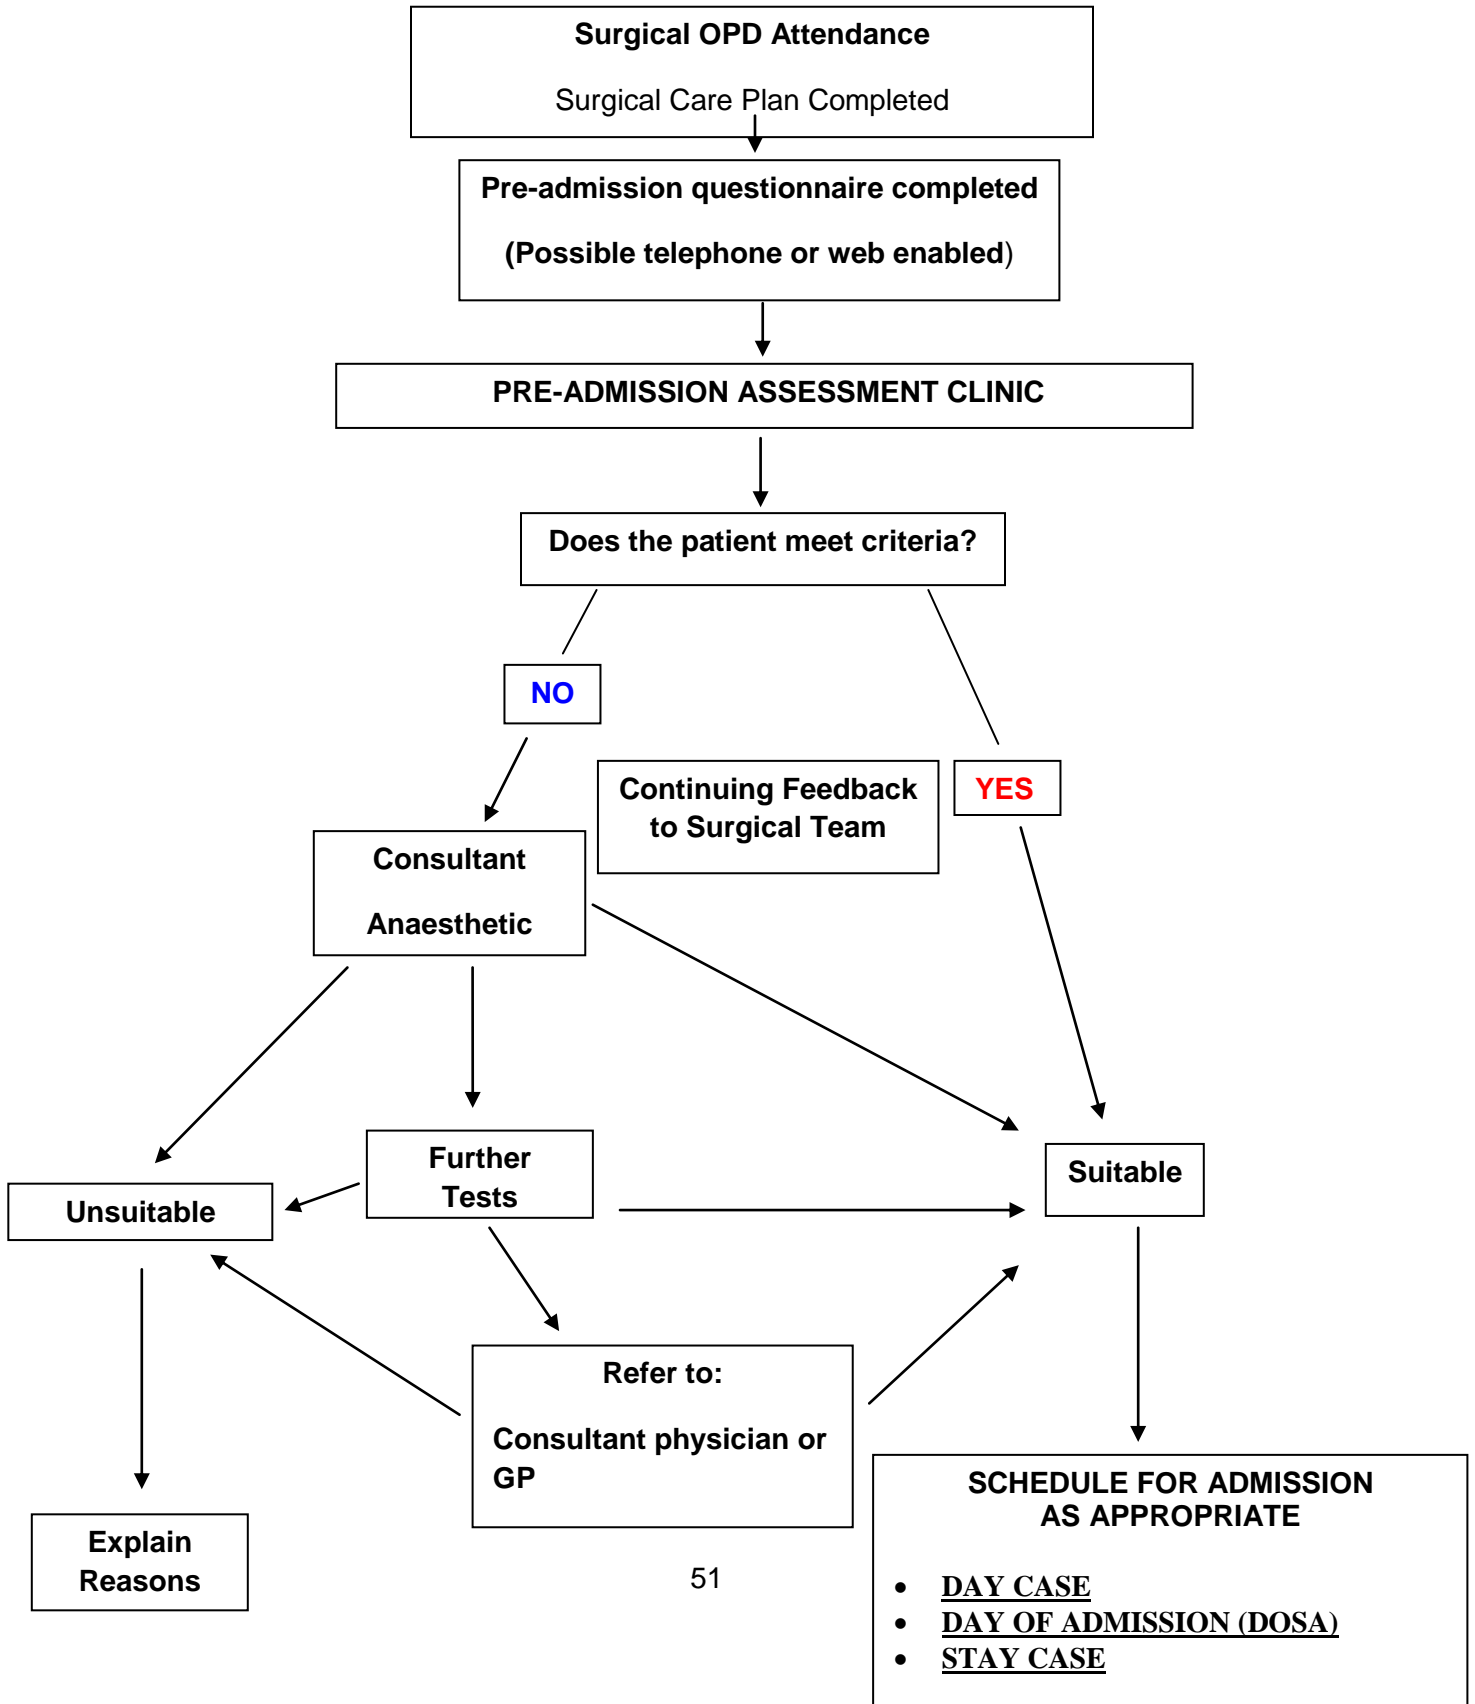 Surgical OPD Attendance
Surgical Care Plan Completed
Pre-admission questionnaire completed
(Possible telephone or web enabled)
PRE-ADMISSION ASSESSMENT CLINIC
Does the patient meet criteria?
NO
Continuing Feedback
to Surgical Team
YES
Consultant
Anaesthetic
Further
Tests
Suitable
Unsuitable
Refer to:
Consultant physician or
GP
SCHEDULE FOR ADMISSION
AS APPROPRIATE
Explain
Reasons
• DAY CASE
• DAY OF ADMISSION (DOSA)
• STAY CASE
51